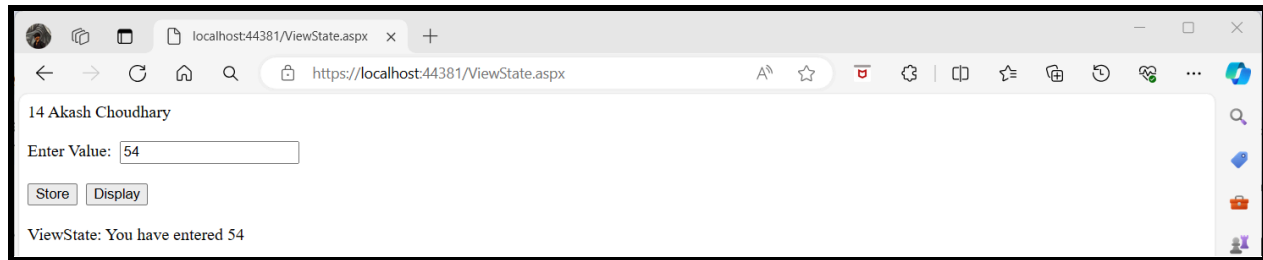 localhost:44381/ViewState.aspx
https://localhost:44381/ViewState.aspx
14 Akash Choudhary
Enter Value: 54
Store Display
ViewState: You have entered 54